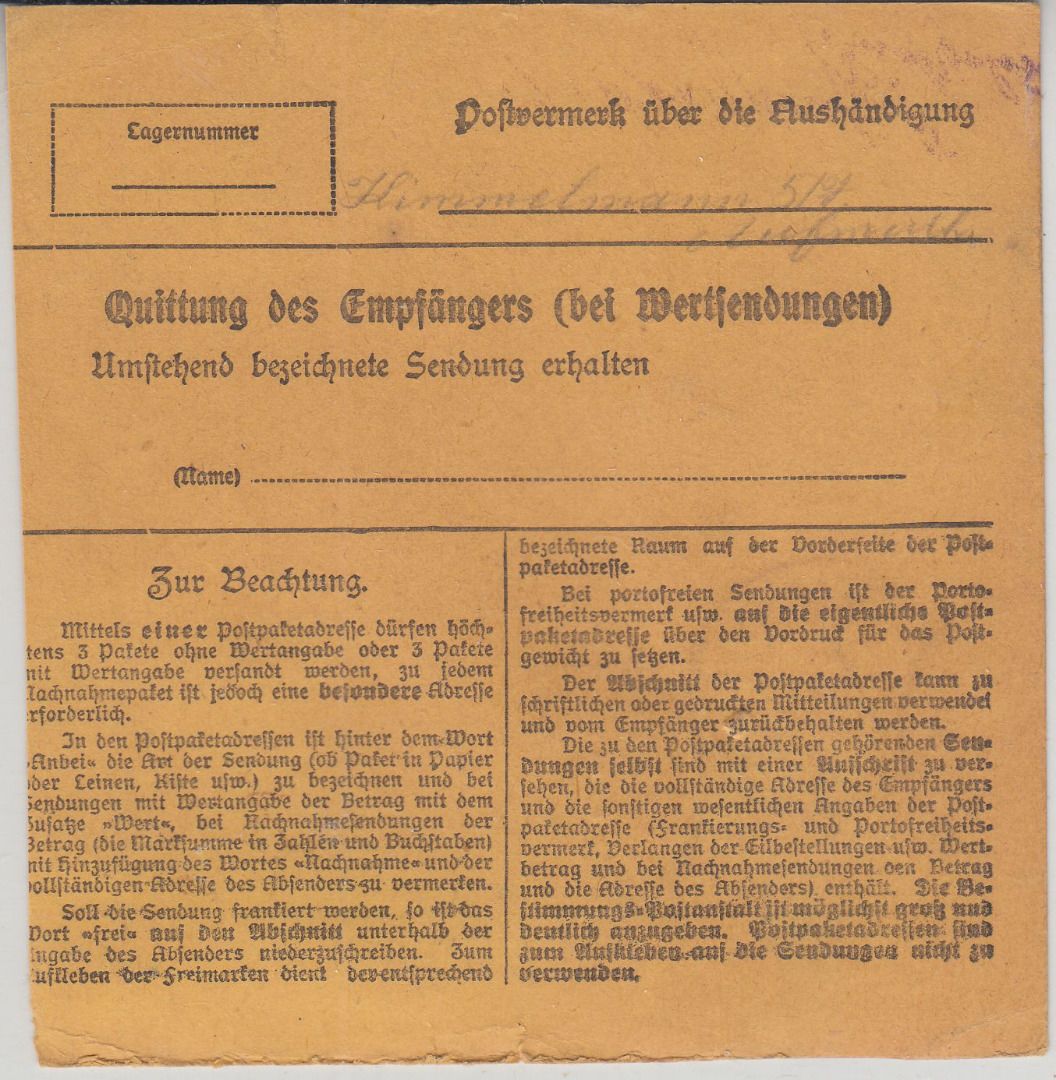 Lagernummer
Postvermerk über die Aushändigung
Himmelmann 5/4
Quittung des Empfängers (bei Wertsendungen)
Umstehend bezeichnete Sendung erhalten
(Name)
Zur Beachtung.
Mittels einer Postpaketadresse dürfen höch-
tens 3 Pakete ohne Wertangabe oder 3 Pakete
mit Wertangabe versandt werden, zu jedem
Nachnahmepaket ist jedoch eine besondere Adresse
erforderlich.
In den Postpaketadressen ist hinter dem Wort
»Anbei« die Art der Sendung (ob Paket in Papier
oder Leinen, Kiste usw.) zu bezeichnen und bei
Sendungen mit Wertangabe der Betrag mit dem
Zusatze »Wert«, bei Nachnahmesendungen der
Betrag (die Marksumme in Zahlen und Buchstaben)
mit Hinzufügung des Wortes »Nachnahme« und der
vollständigen Adresse des Absenders zu vermerken.
Soll die Sendung frankiert werden, so ist das
Wort »frei« auf den Abschnitt unterhalb der
Angabe des Absenders niederzuschreiben. Zum
Aufkleben der Freimarken dient der entsprechend
bezeichnete Raum auf der Vorderseite der Post-
paketadresse.
Bei portofreien Sendungen ist der Porto-
freiheitsvermerk usw. auf die eigentliche Post-
paketadresse über den Vordruck für das Post-
gewicht zu setzen.
Der Abschnitt der Postpaketadresse kann zu
schriftlichen oder gedruckten Mitteilungen verwendet
und vom Empfänger zurückbehalten werden.
Die zu den Postpaketadressen gehörenden Sen-
dungen selbst sind mit einer Aufschrift zu ver-
sehen, die die vollständige Adresse des Empfängers
und die sonstigen wesentlichen Angaben der Post-
paketadresse (Frankierungs- und Portofreiheits-
vermerk, Verlangen der Eilbestellungen usw. Wert-
betrag und bei Nachnahmesendungen den Betrag
und die Adresse des Absenders) enthält. Die Be-
stimmungs-Postanstalt ist möglichst groß und
deutlich anzugeben. Postpaketadressen sind
zum Aufkleben auf die Sendungen nicht zu
verwenden.